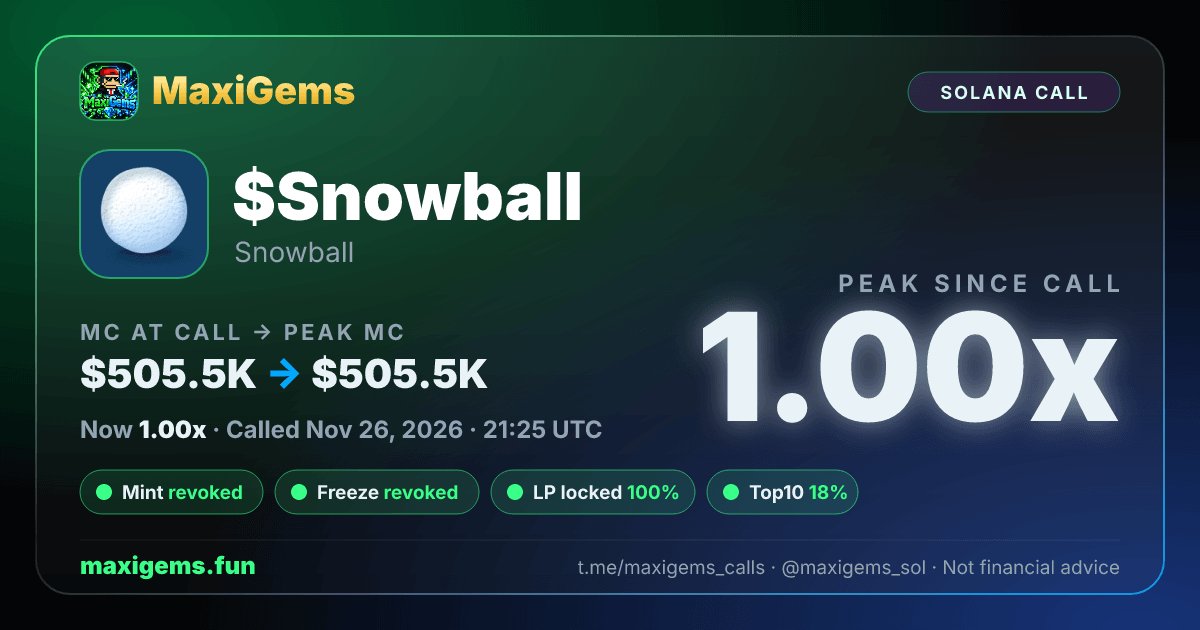 MaxiGems
MaxiGems
SOLANA CALL
$Snowball
Snowball
PEAK SINCE CALL
1.00x
MC AT CALL → PEAK MC
$505.5K → $505.5K
Now 1.00x · Called Nov 26, 2026 · 21:25 UTC
Mint revoked
Freeze revoked
LP locked 100%
Top10 18%
maxigems.fun
t.me/maxigems_calls · @maxigems_sol · Not financial advice